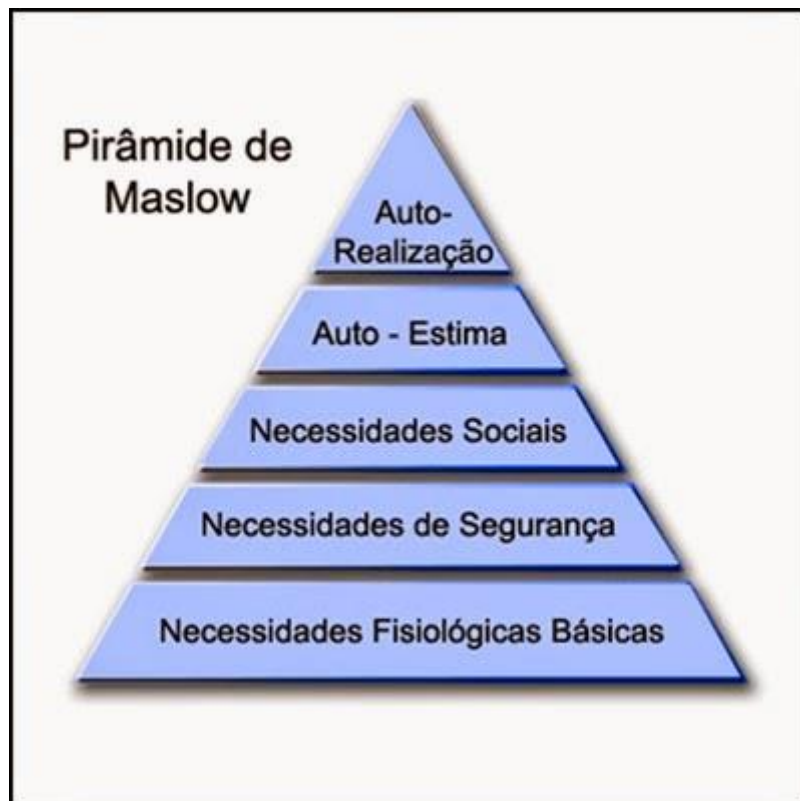 Pirâmide de
Maslow
Auto-
Realização
Auto - Estima
Necessidades Sociais
Necessidades de Segurança
Necessidades Fisiológicas Básicas